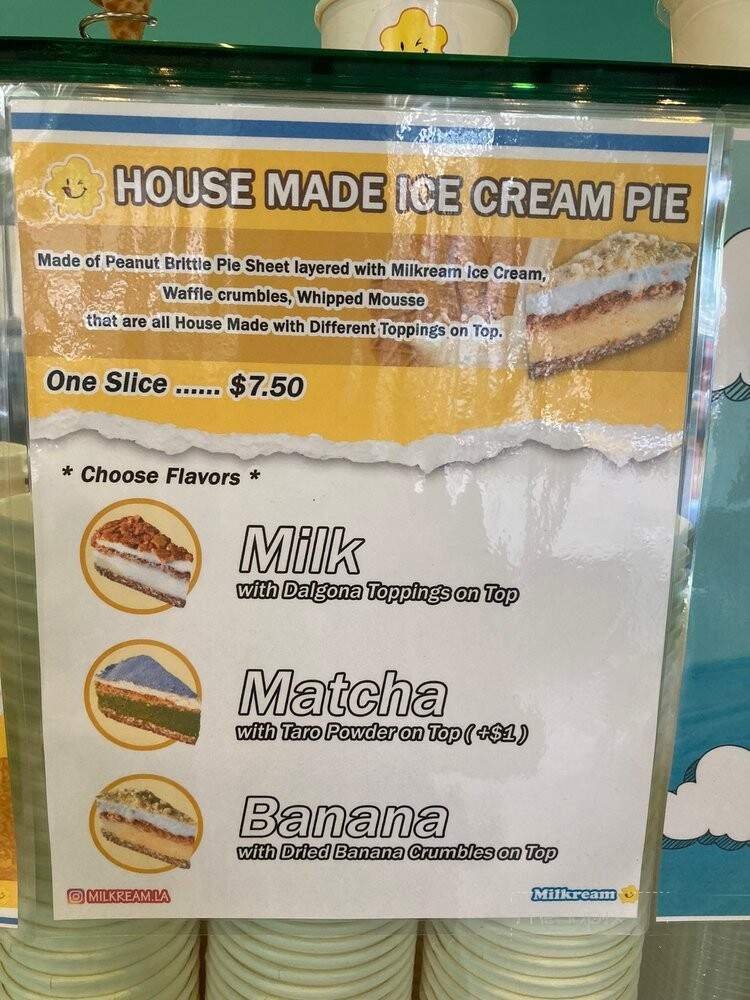 HOUSE MADE ICE CREAM PIE
Made of Peanut Brittle Pie Sheet layered with Milkream Ice Cream,
Waffle crumbles, Whipped Mousse
that are all House Made with Different Toppings on Top.
One Slice ...... $7.50
* Choose Flavors *
Milk
with Dalgona Toppings on Top
Matcha
with Taro Powder on Top ( +$1 )
Banana
with Dried Banana Crumbles on Top
MILKREAM.LA
Milkream